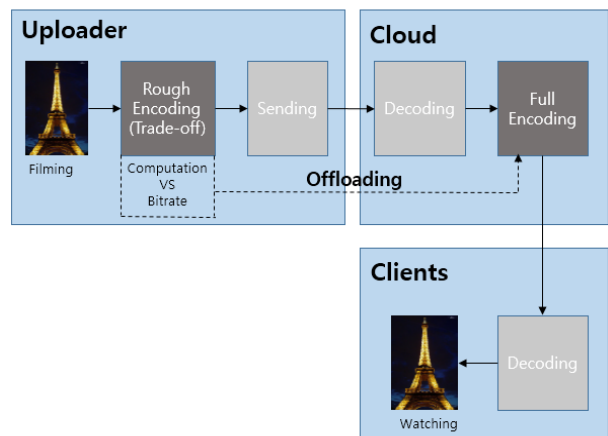 Uploader
Cloud
Rough
Encoding
(Trade-off)
Sending
Decoding
Full
Encoding
Filming
Computation
VS
Bitrate
Offloading
Clients
Decoding
Watching